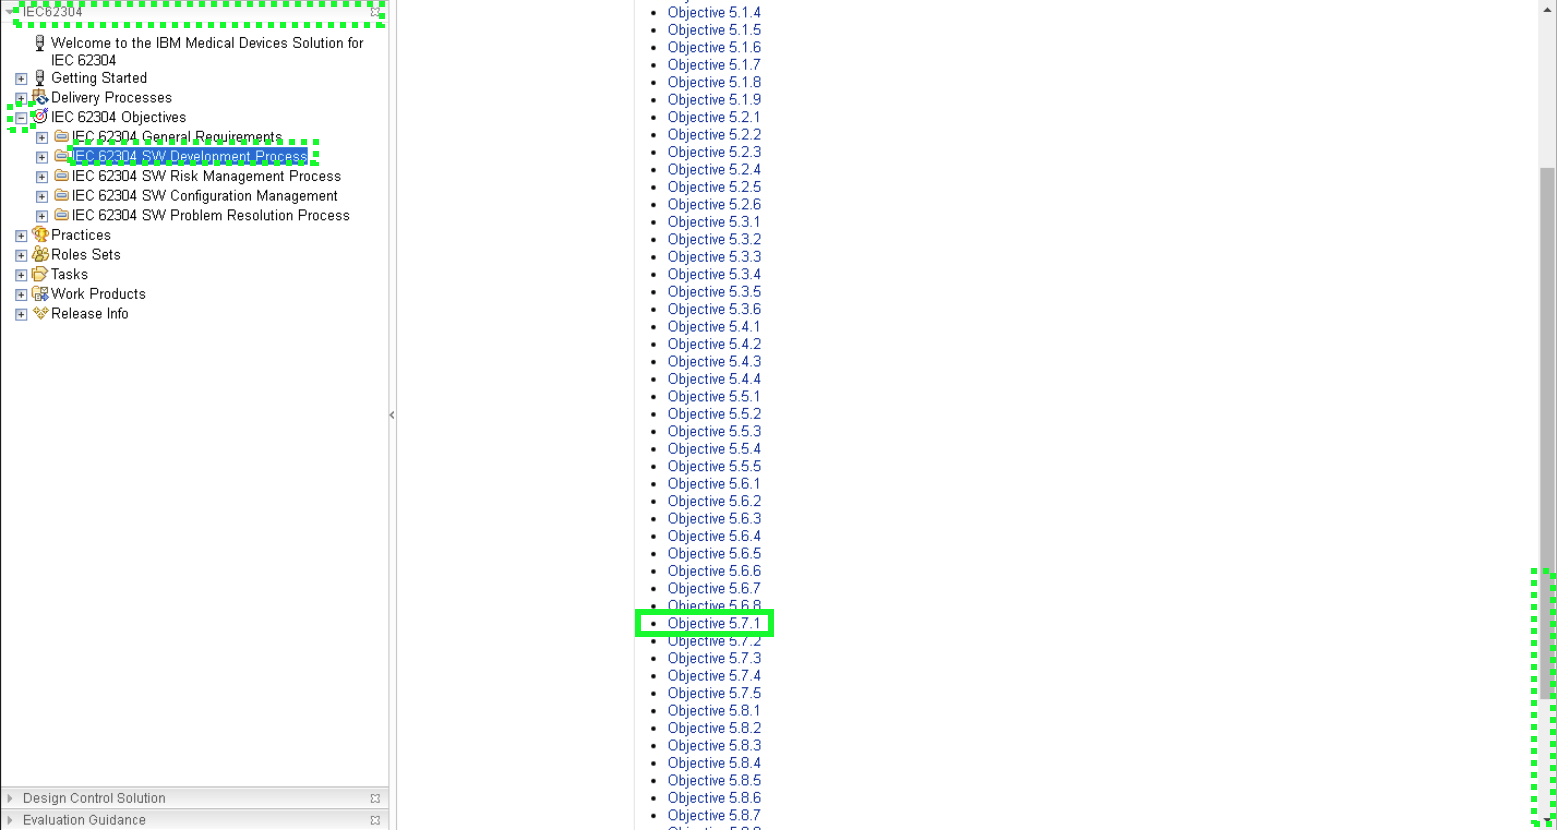 IEC62304
Welcome to the IBM Medical Devices Solution for
IEC 62304
Getting Started
Delivery Processes
IEC 62304 Objectives
IEC 62304 General Requirements
IEC 62304 SW Development Process
IEC 62304 SW Risk Management Process
IEC 62304 SW Configuration Management
IEC 62304 SW Problem Resolution Process
Practices
Roles Sets
Tasks
Work Products
Release Info
Design Control Solution
Evaluation Guidance
Objective 5.1.4
Objective 5.1.5
Objective 5.1.6
Objective 5.1.7
Objective 5.1.8
Objective 5.1.9
Objective 5.2.1
Objective 5.2.2
Objective 5.2.3
Objective 5.2.4
Objective 5.2.5
Objective 5.2.6
Objective 5.3.1
Objective 5.3.2
Objective 5.3.3
Objective 5.3.4
Objective 5.3.5
Objective 5.3.6
Objective 5.4.1
Objective 5.4.2
Objective 5.4.3
Objective 5.4.4
Objective 5.5.1
Objective 5.5.2
Objective 5.5.3
Objective 5.5.4
Objective 5.5.5
Objective 5.6.1
Objective 5.6.2
Objective 5.6.3
Objective 5.6.4
Objective 5.6.5
Objective 5.6.6
Objective 5.6.7
Objective 5.6.8
Objective 5.7.1
Objective 5.7.2
Objective 5.7.3
Objective 5.7.4
Objective 5.7.5
Objective 5.8.1
Objective 5.8.2
Objective 5.8.3
Objective 5.8.4
Objective 5.8.5
Objective 5.8.6
Objective 5.8.7